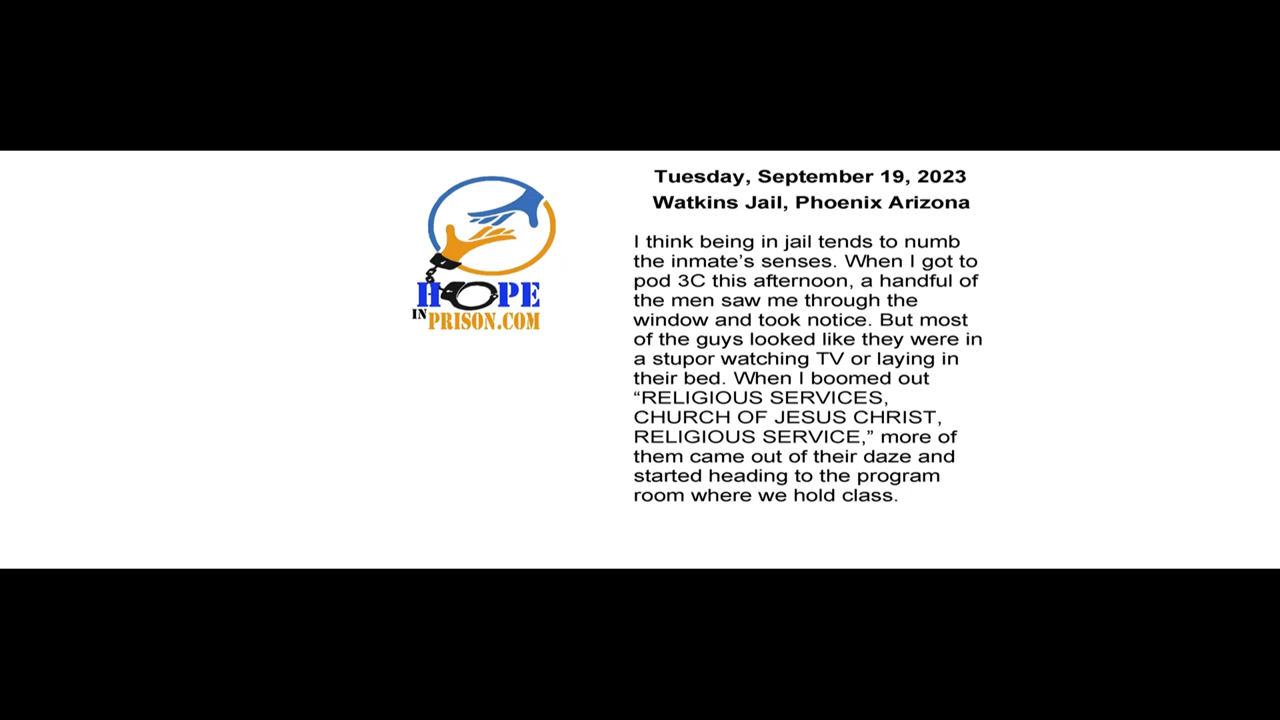 HOPE
IN PRISON.COM
Tuesday, September 19, 2023
Watkins Jail, Phoenix Arizona
I think being in jail tends to numb
the inmate’s senses. When I got to
pod 3C this afternoon, a handful of
the men saw me through the
window and took notice. But most
of the guys looked like they were in
a stupor watching TV or laying in
their bed. When I boomed out
“RELIGIOUS SERVICES,
CHURCH OF JESUS CHRIST,
RELIGIOUS SERVICE,” more of
them came out of their daze and
started heading to the program
room where we hold class.